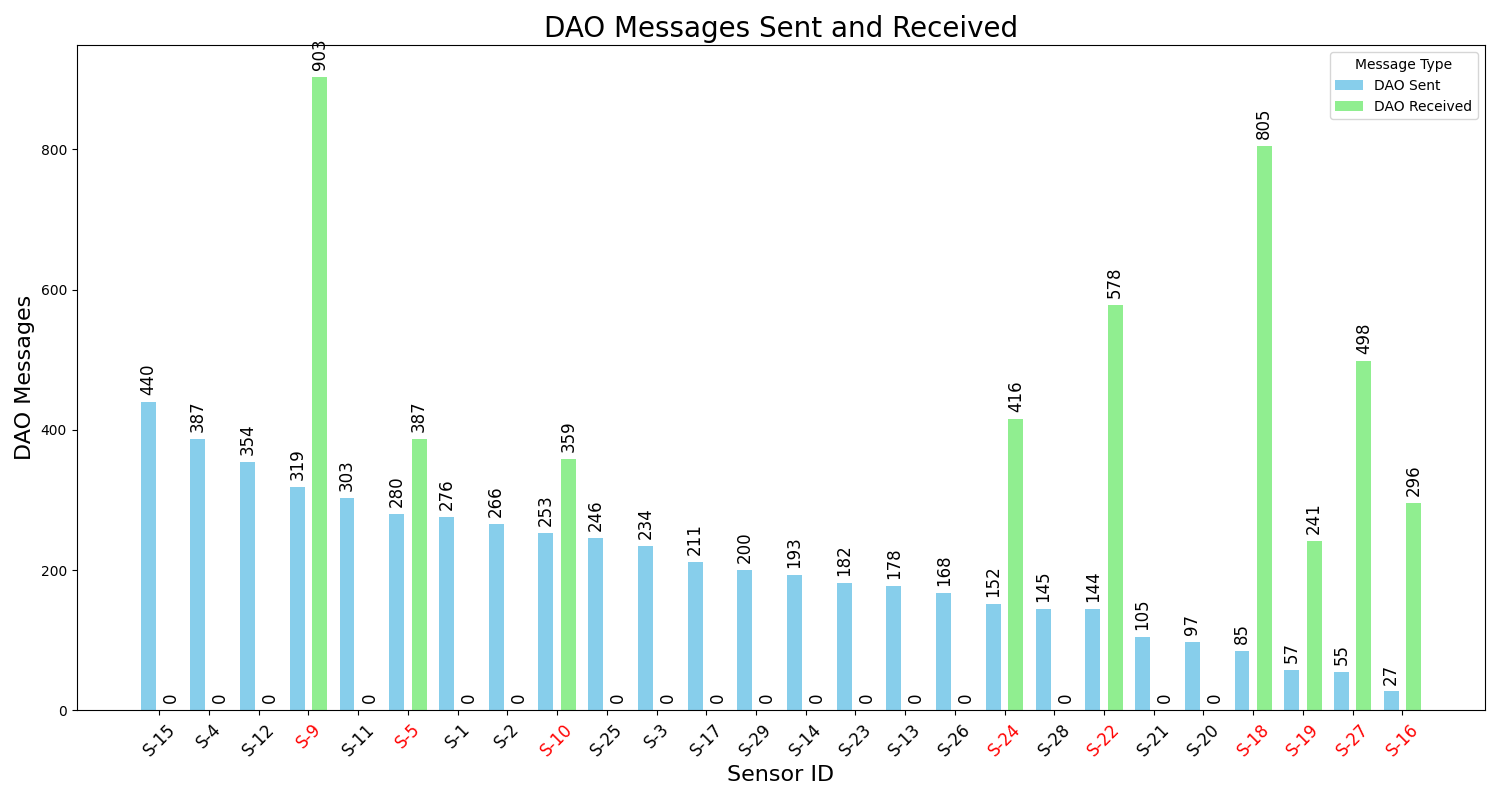 DAO Messages Sent and Received
Message Type
DAO Sent
DAO Received
DAO Messages
800
600
400
200
0
440 0 387 0 354 0 319 903 303 0 280 387 276 0 266 0 253 359 246 0 234 0 211 0 200 0 193 0 182 0 178 0 168 0 152 416 145 0 144 578 105 0 97 0 85 805 57 241 55 498 27 296
S-15 S-4 S-12 S-9 S-11 S-5 S-1 S-2 S-10 S-25 S-3 S-17 S-29 S-14 S-23 S-13 S-26 S-24 S-28 S-22 S-21 S-20 S-18 S-19 S-27 S-16
Sensor ID